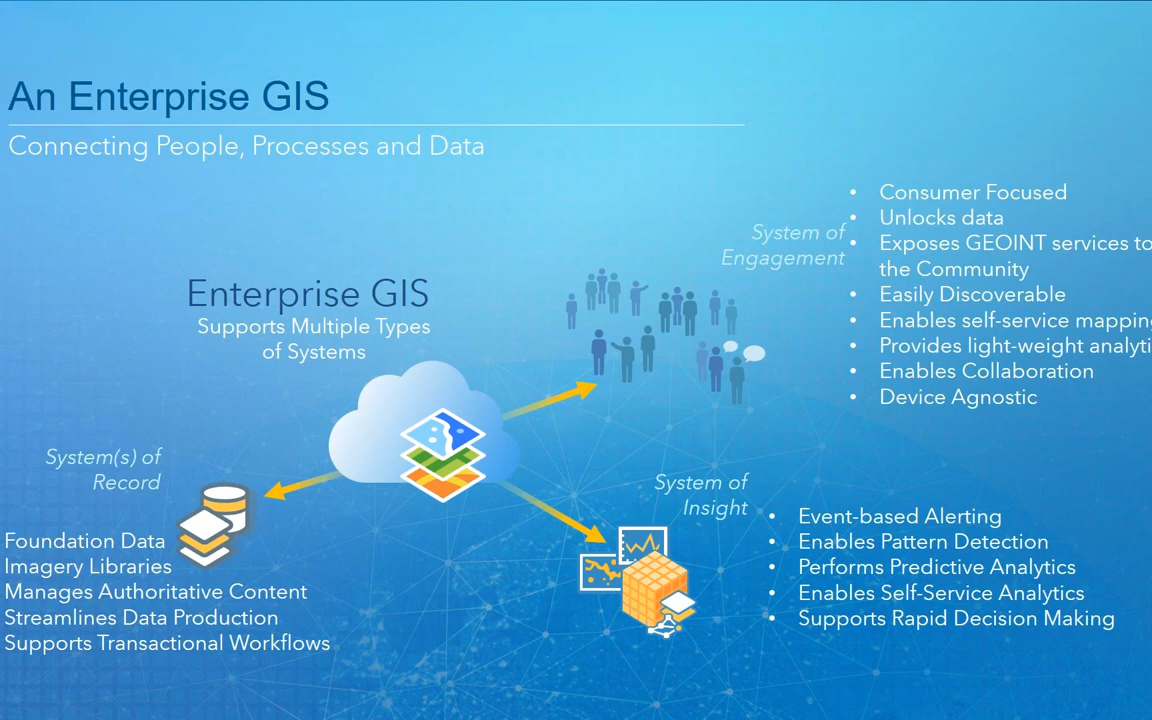 An Enterprise GIS
Connecting People, Processes and Data
Enterprise GIS
Supports Multiple Types
of Systems
System of
Engagement
• Consumer Focused
• Unlocks data
• Exposes GEOINT services to
the Community
• Easily Discoverable
• Enables self-service mapping
• Provides light-weight analyti
• Enables Collaboration
• Device Agnostic
System(s) of
Record
Foundation Data
Imagery Libraries
Manages Authoritative Content
Streamlines Data Production
Supports Transactional Workflows
System of
Insight
• Event-based Alerting
• Enables Pattern Detection
• Performs Predictive Analytics
• Enables Self-Service Analytics
• Supports Rapid Decision Making